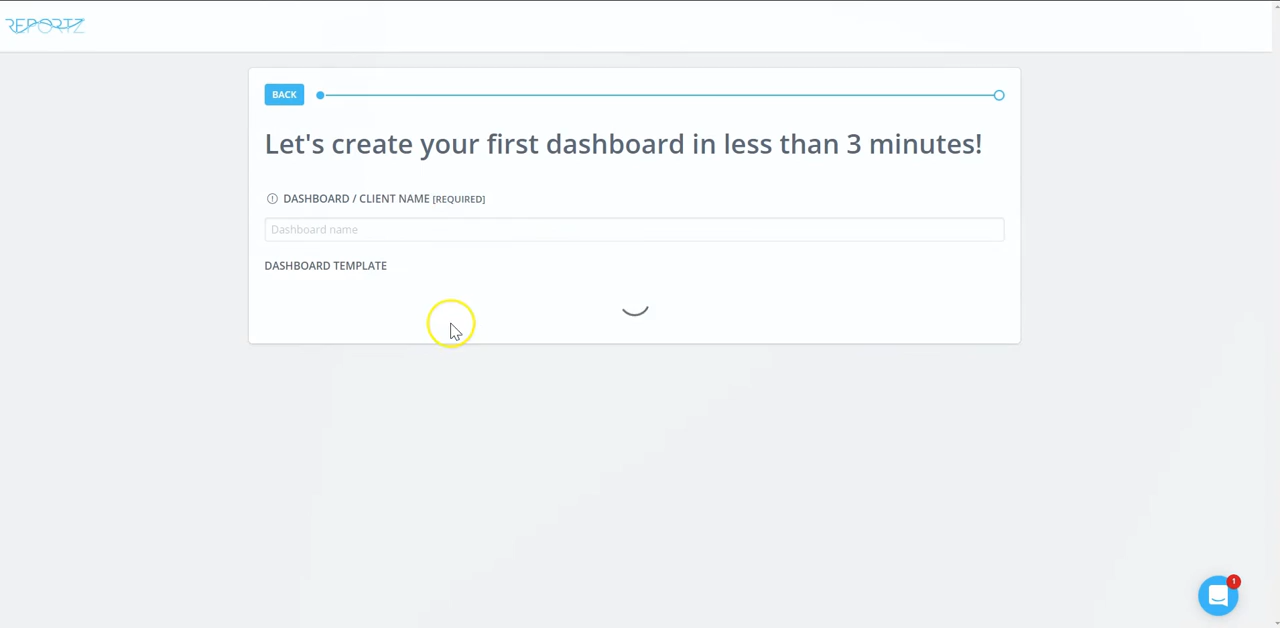 REPORTZ
BACK
Let's create your first dashboard in less than 3 minutes!
DASHBOARD / CLIENT NAME [REQUIRED]
Dashboard name
DASHBOARD TEMPLATE
1